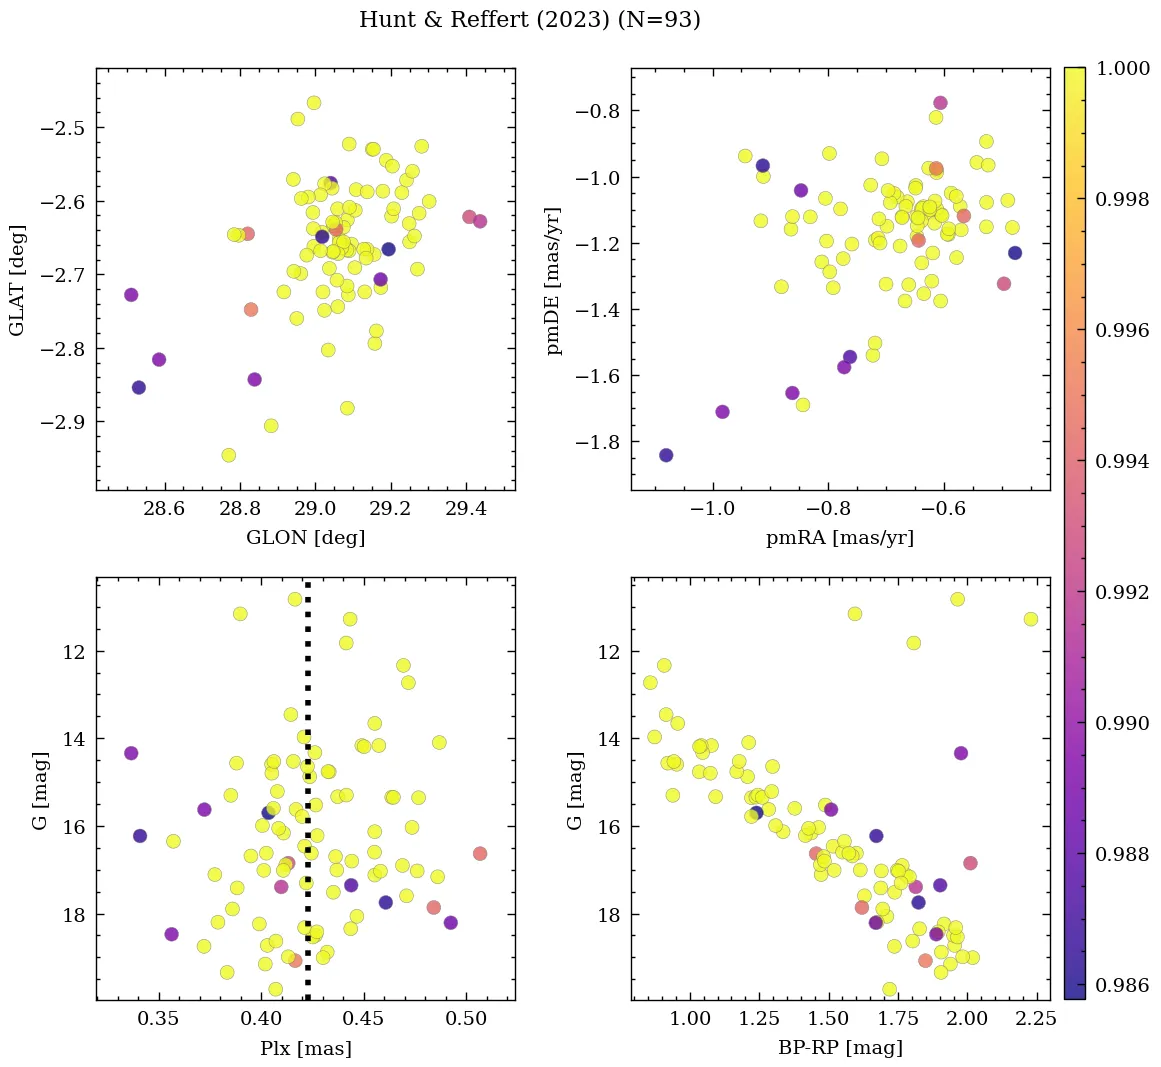 Hunt & Reffert (2023) (N=93)
−2.5
−2.6
−2.7
−2.8
−2.9
GLAT [deg]
28.6 28.8 29.0 29.2 29.4
GLON [deg]
−0.8
−1.0
−1.2
−1.4
−1.6
−1.8
pmDE [mas/yr]
−1.0 −0.8 −0.6
pmRA [mas/yr]
1.000
0.998
0.996
0.994
0.992
0.990
0.988
0.986
12
14
16
18
G [mag]
0.35 0.40 0.45 0.50
Plx [mas]
12
14
16
18
G [mag]
1.00 1.25 1.50 1.75 2.00 2.25
BP-RP [mag]